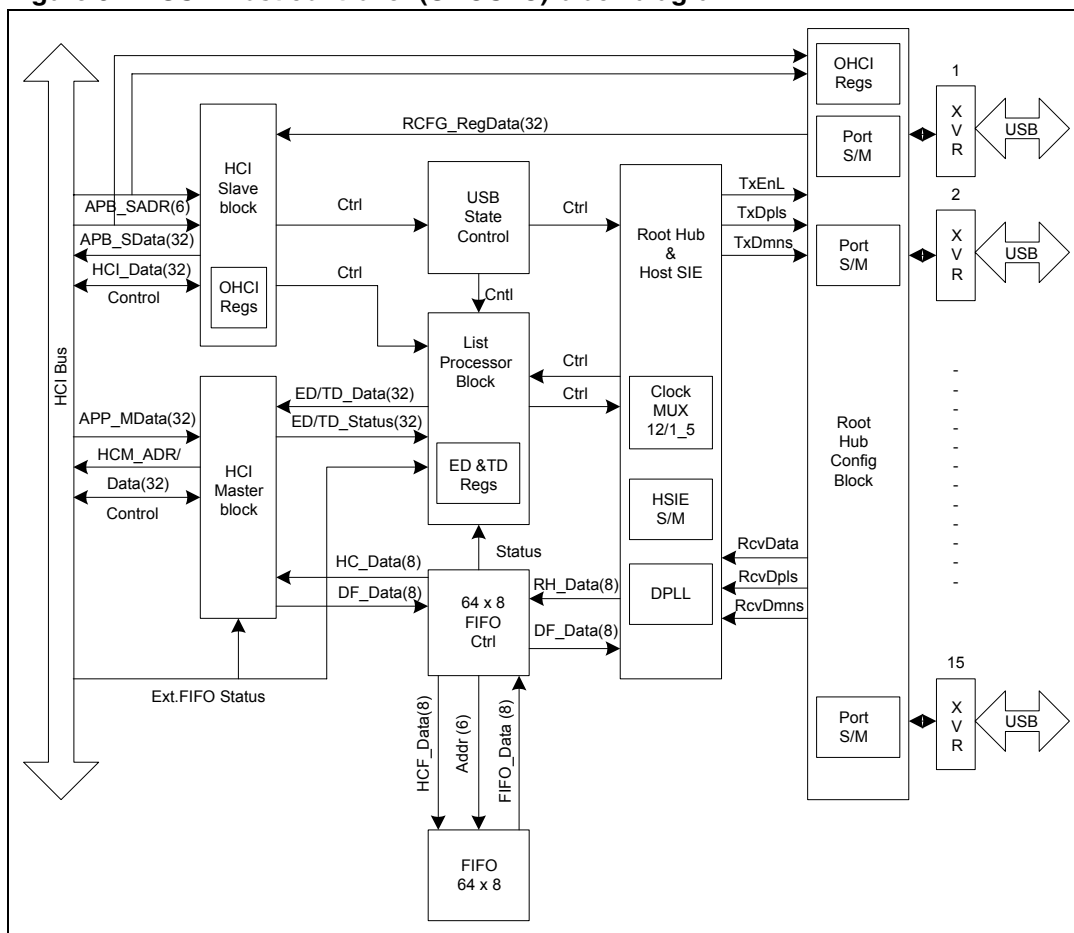 Figure Host controller block diagram
OHCI
Regs
1
X
V
R
USB
RCFG_RegData(32)
Port
S/M
HCI
Slave
block
USB
State
Control
TxEnL
APB_SADR(6)
Ctrl
Ctrl
Root Hub
&
Host SIE
TxDpls
2
X
V
R
USB
Port
S/M
APB_SData(32)
TxDmns
HCI_Data(32)
Control
OHCI
Regs
Ctrl
Cntl
List
Processor
Block
HCI Bus
Ctrl
ED/TD_Data(32)
Ctrl
Clock
MUX
12/1_5
APP_MData(32)
ED/TD_Status(32)
Root
Hub
Config
Block
HCM_ADR/
Data(32)
Control
HCI
Master
block
ED &TD
Regs
HSIE
S/M
Status
RcvData
HC_Data(8)
RH_Data(8)
RcvDpls
DF_Data(8)
64 x 8
FIFO
Ctrl
DPLL
RcvDmns
DF_Data(8)
15
X
V
R
USB
Port
S/M
Ext.FIFO Status
HCF_Data(8)
Addr (6)
FIFO_Data (8)
FIFO
64 x 8